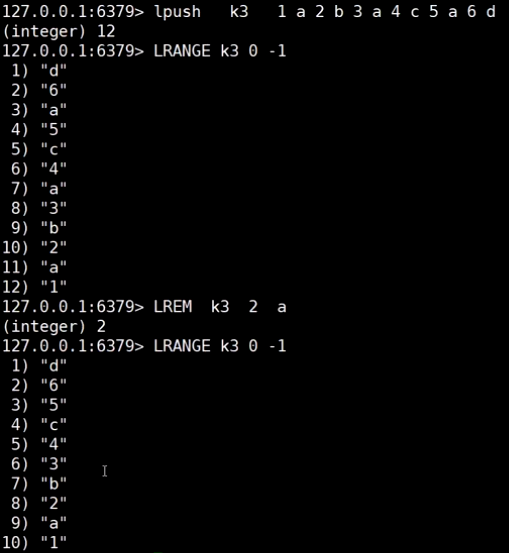 127.0.0.1:6379> lpush   k3   1 a 2 b 3 a 4 c 5 a 6 d
(integer) 12
127.0.0.1:6379> LRANGE k3 0 -1
 1) "d"
 2) "6"
 3) "a"
 4) "5"
 5) "c"
 6) "4"
 7) "a"
 8) "3"
 9) "b"
10) "2"
11) "a"
12) "1"
127.0.0.1:6379> LREM  k3  2  a
(integer) 2
127.0.0.1:6379> LRANGE k3 0 -1
 1) "d"
 2) "6"
 3) "5"
 4) "c"
 5) "4"
 6) "3"
 7) "b"
 8) "2"
 9) "a"
10) "1"